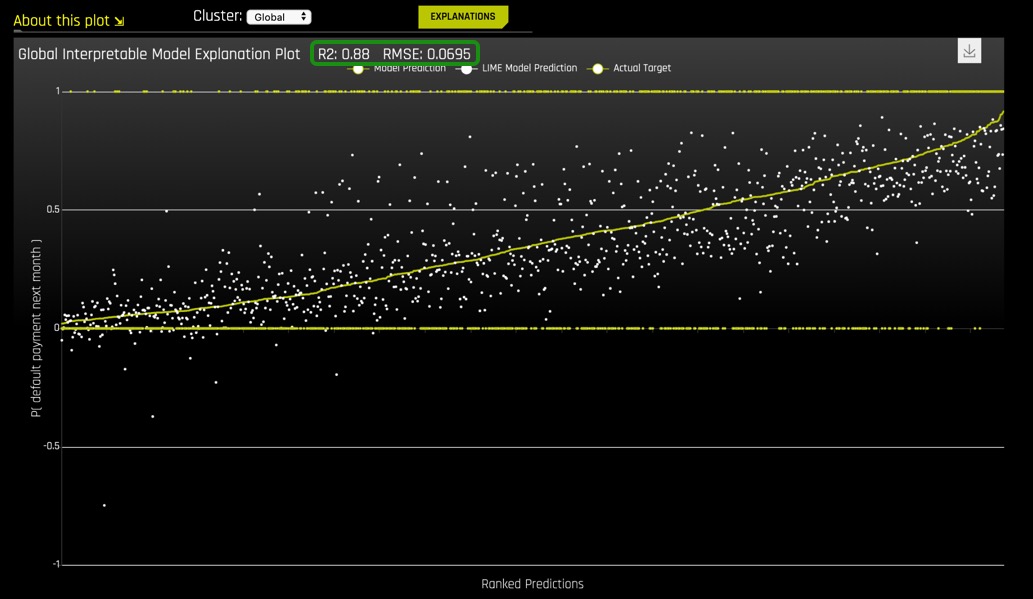 About this plot ⇲
Cluster: Global
EXPLANATIONS
Global Interpretable Model Explanation Plot R2: 0.88 RMSE: 0.0695
Model Prediction LIME Model Prediction Actual Target
1
0.5
0
-0.5
-1
P( default payment next month )
Ranked Predictions